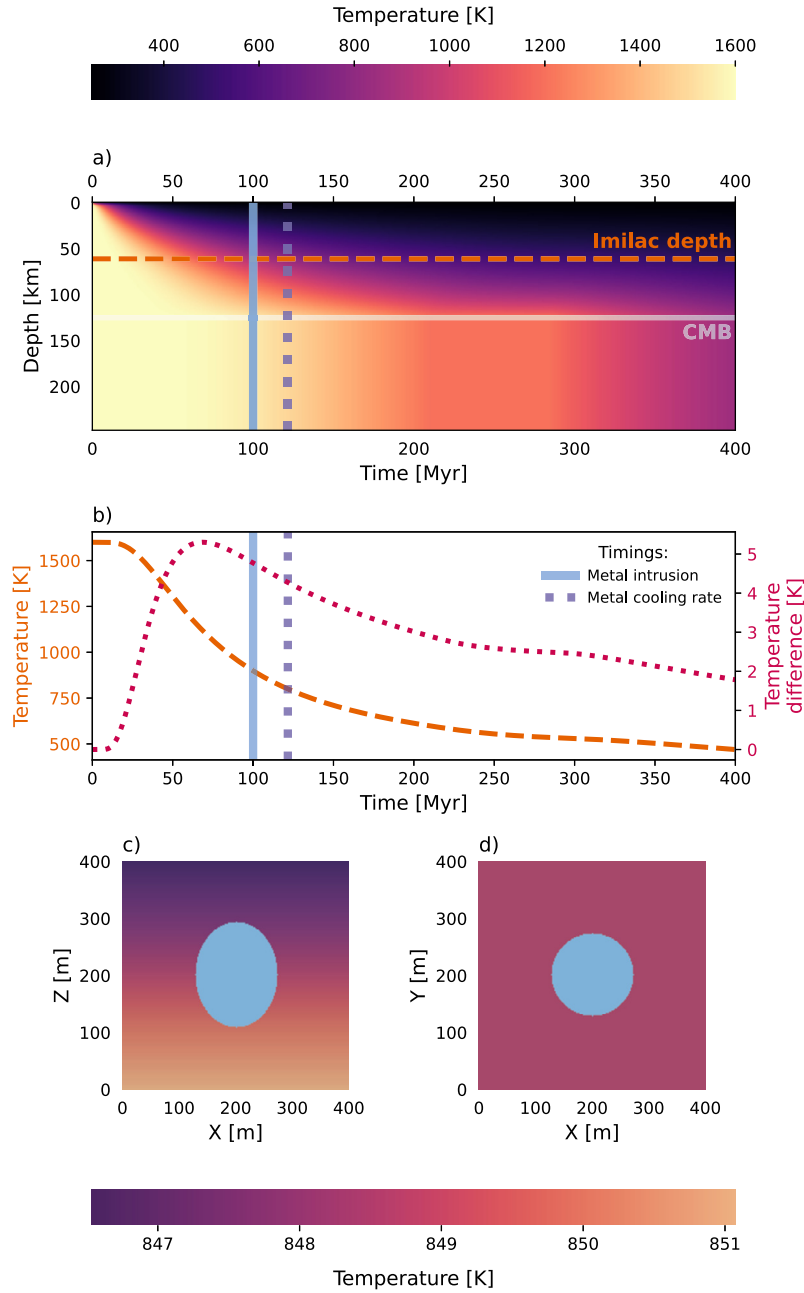 Temperature [K]
400 600 800 1000 1200 1400 1600
a)
0 50 100 150 200 250 300 350 400
0
50
100
150
200
Depth [km]
Imilac depth
CMB
0 50 100 150 200 250 300 350 400
Time [Myr]
b)
1500
1250
1000
750
500
Temperature [K]
Timings:
Metal intrusion
Metal cooling rate
5
4
3
2
1
0
Temperature
difference [K]
0 50 100 150 200 250 300 350 400
Time [Myr]
c)
400
300
200
100
0
Z [m]
0 100 200 300 400
X [m]
d)
400
300
200
100
0
Y [m]
0 100 200 300 400
X [m]
847 848 849 850 851
Temperature [K]